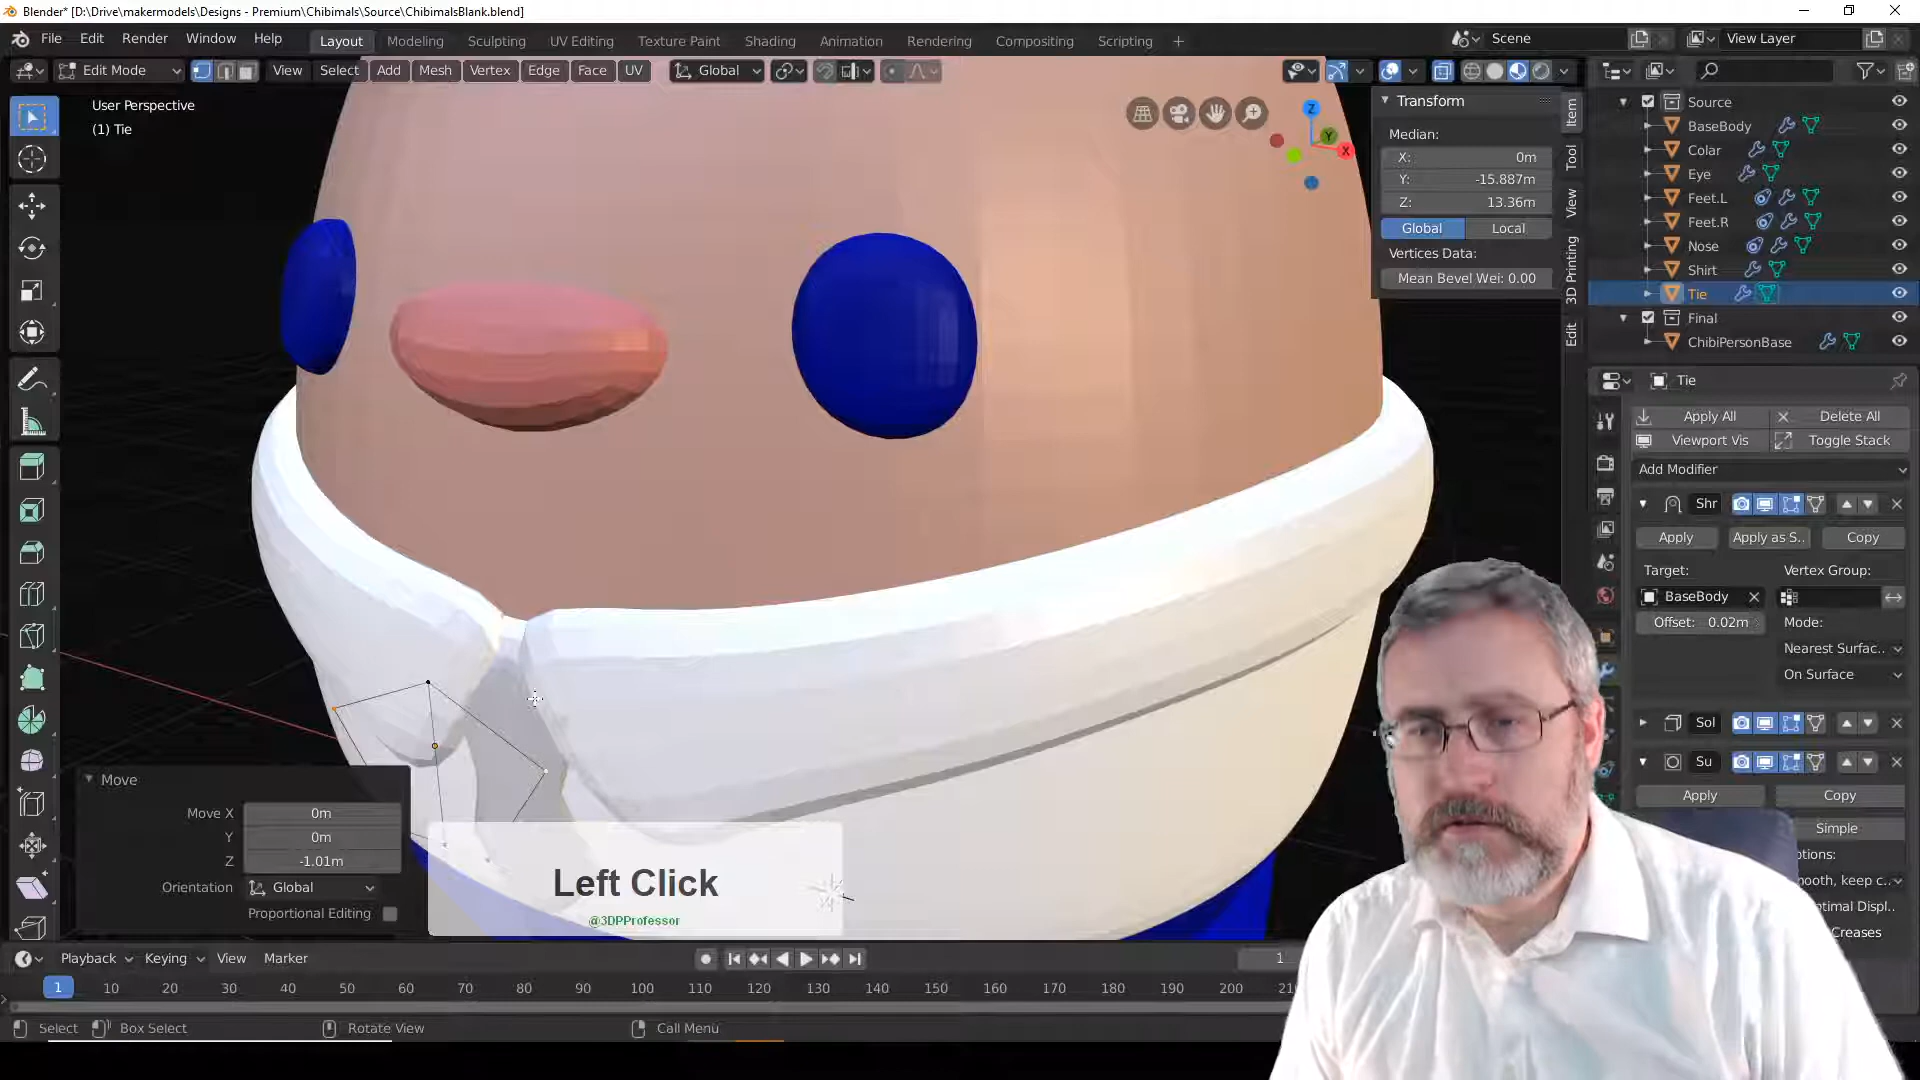 Blender* [D:\Drive\makermodels\Designs - Premium\Chibimals\Source\ChibimalsBlank.blend]
File Edit Render Window Help Layout Modeling Sculpting UV Editing Texture Paint Shading Animation Rendering Compositing Scripting + Scene View Layer
Edit Mode View Select Add Mesh Vertex Edge Face UV Global
User Perspective
(1) Tie
Z
Y
X
Transform
Median:
X: 0m
Y: -15.887m
Z: 13.36m
Global Local
Vertices Data:
Mean Bevel Wei: 0.00
Item
Tool
View
3D Printing
Edit
Source
BaseBody
Colar
Eye
Feet.L
Feet.R
Nose
Shirt
Tie
Final
ChibiPersonBase
Tie
Apply All Delete All
Viewport Vis Toggle Stack
Add Modifier
Shr
Apply Apply as S.. Copy
Target: Vertex Group:
BaseBody
Offset: 0.02m Mode:
Nearest Surfac..
On Surface
Sol
Su
Apply Copy
Simple
ptions:
mooth, keep c..
ptimal Displ..
Creases
Move
Move X 0m
Y 0m
Z -1.01m
Orientation Global
Proportional Editing
Left Click
@3DPProfessor
Playback Keying View Marker 1
1 10 20 30 40 50 60 70 80 90 100 110 120 130 140 150 160 170 180 190 200 21
Select Box Select Rotate View Call Menu